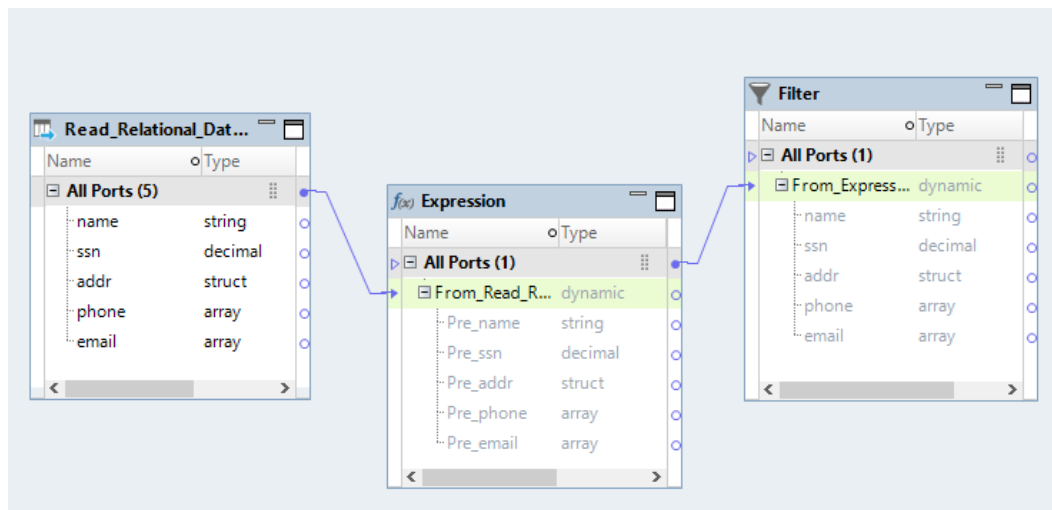 Read_Relational_Dat...
Name Type
All Ports (5)
name string
ssn decimal
addr struct
phone array
email array
f(x) Expression
Name Type
All Ports (1)
From_Read_R... dynamic
Pre_name string
Pre_ssn decimal
Pre_addr struct
Pre_phone array
Pre_email array
Filter
Name Type
All Ports (1)
From_Express... dynamic
name string
ssn decimal
addr struct
phone array
email array